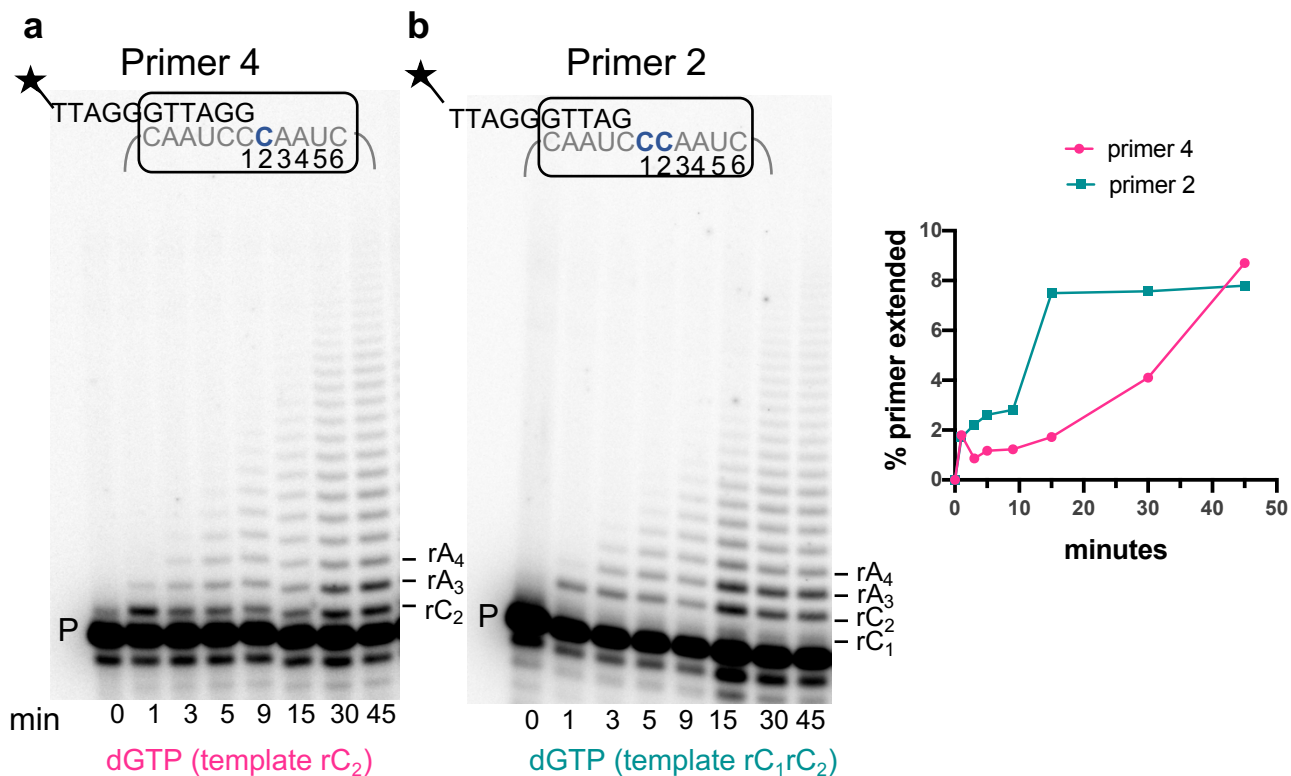 a
Primer 4
TTAGGGTTAGG
CAAUCCCAAUC
123456
P
rA4
rA3
rC2
min 0 1 3 5 9 15 30 45
dGTP (template rC2)
b
Primer 2
TTAGGGTTAG
CAAUCCCAAUC
123456
P
rA4
rA3
rC2
rC1
0 1 3 5 9 15 30 45
dGTP (template rC1rC2)
primer 4
primer 2
% primer extended
10
8
6
4
2
0
0 10 20 30 40 50
minutes